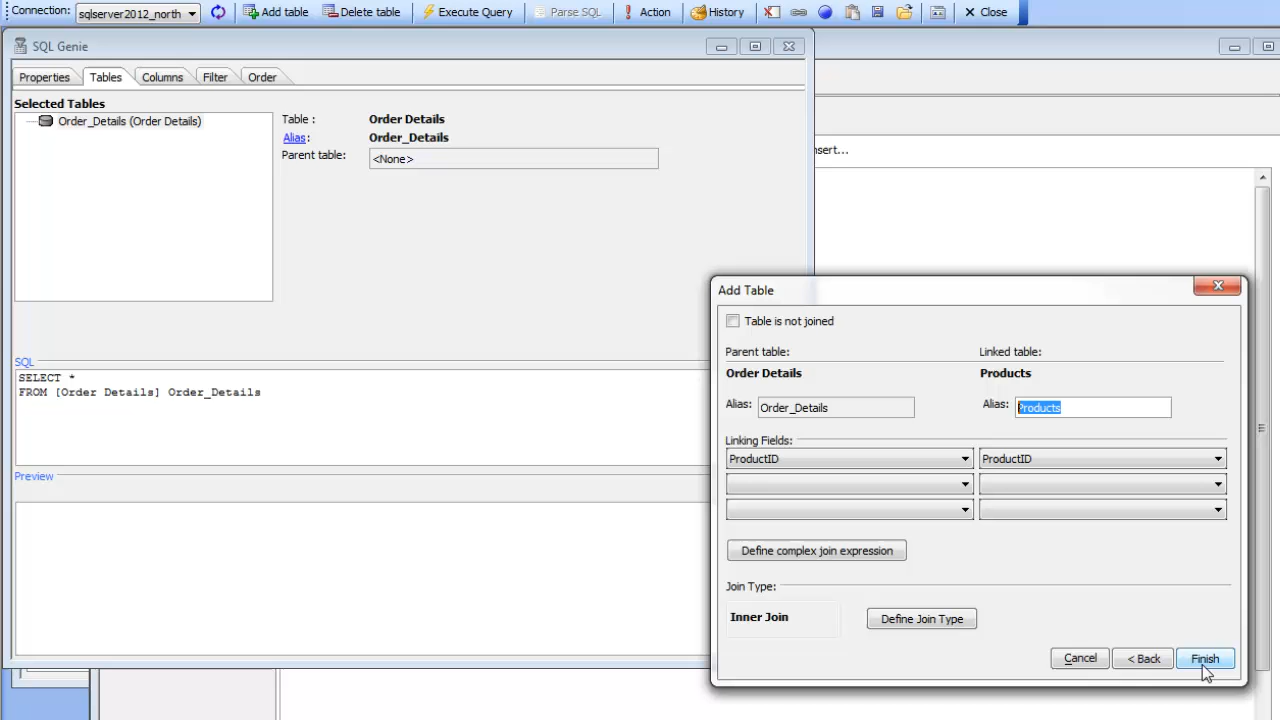 Connection: sqlserver2012_north Add table Delete table Execute Query Parse SQL Action History Close
SQL Genie
Properties Tables Columns Filter Order
Selected Tables
Order_Details (Order Details)
Table : Order Details
Alias: Order_Details
Parent table: <None>
nsert...
SQL
SELECT *
FROM [Order Details] Order_Details
Preview
Add Table
Table is not joined
Parent table: Linked table:
Order Details Products
Alias: Order_Details Alias: Products
Linking Fields:
ProductID ProductID
Define complex join expression
Join Type:
Inner Join Define Join Type
Cancel < Back Finish